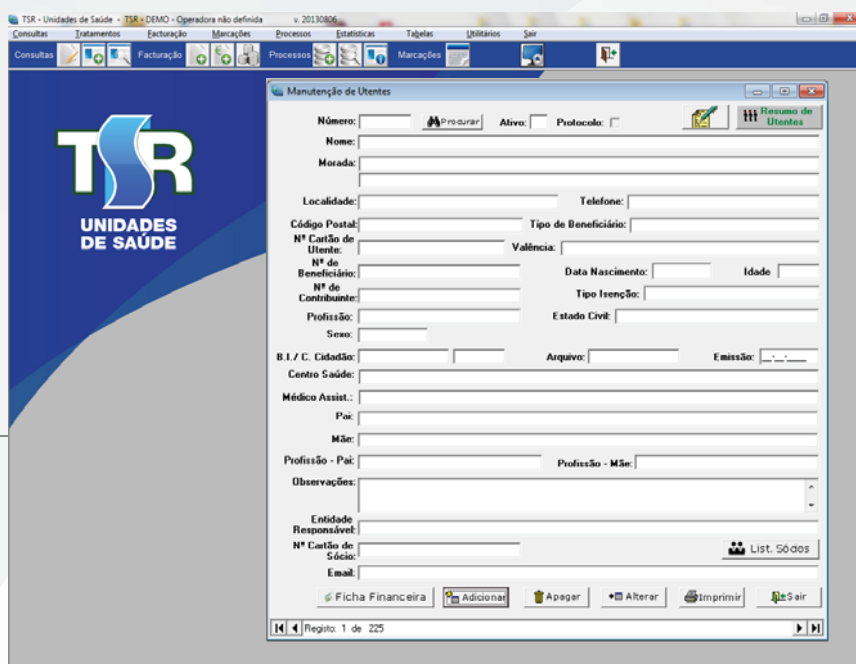 TSR - Unidades de Saúde - TSR - DEMO - Operadora não definida v. 20130806
Consultas Tratamentos Facturação Marcações Processos Estatísticas Tabelas Utilitários Sair
Consultas Facturação Processos Marcações
TSR
UNIDADES
DE SAÚDE
Manutenção de Utentes
Número: Procurar Ativo: Protocolo: Resumo de Utentes
Nome:
Morada:
Localidade: Telefone:
Código Postal: Tipo de Beneficiário:
Nº Cartão de Utente: Valência:
Nº de Beneficiário: Data Nascimento: Idade
Nº de Contribuinte: Tipo Isenção:
Profissão: Estado Civil:
Sexo:
B.I./ C. Cidadão: Arquivo: Emissão: __-__-____
Centro Saúde:
Médico Assist.:
Pai:
Mãe:
Profissão - Pai: Profissão - Mãe:
Observações:
Entidade Responsável:
Nº Cartão de Sócio: List. Sócios
Email:
Ficha Financeira Adicionar Apagar Alterar Imprimir Sair
Registo: 1 de 225